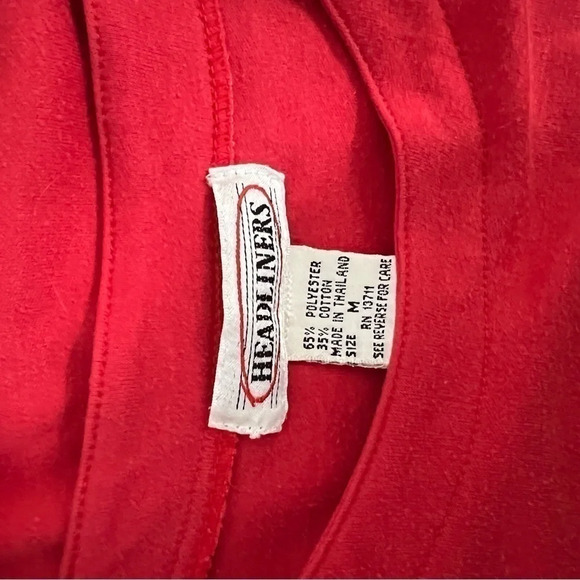 HEADLINERS
65% POLYESTER
35% COTTON
MADE IN THAILAND
SIZE M
RN 13711
SEE REVERSE FOR CARE